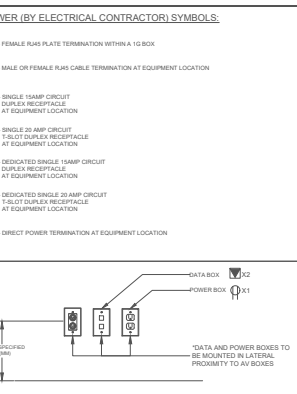 WER (BY ELECTRICAL CONTRACTOR) SYMBOLS:
FEMALE RJ45 PLATE TERMINATION WITHIN A 1G BOX
MALE OR FEMALE RJ45 CABLE TERMINATION AT EQUIPMENT LOCATION
SINGLE 15AMP CIRCUIT
DUPLEX RECEPTACLE
AT EQUIPMENT LOCATION
SINGLE 20 AMP CIRCUIT
T-SLOT DUPLEX RECEPTACLE
AT EQUIPMENT LOCATION
DEDICATED SINGLE 15AMP CIRCUIT
DUPLEX RECEPTACLE
AT EQUIPMENT LOCATION
DEDICATED SINGLE 20 AMP CIRCUIT
T-SLOT DUPLEX RECEPTACLE
AT EQUIPMENT LOCATION
DIRECT POWER TERMINATION AT EQUIPMENT LOCATION
DATA BOX X2
POWER BOX X1
SPECIFIED
(MM)
*DATA AND POWER BOXES TO
BE MOUNTED IN LATERAL
PROXIMITY TO AV BOXES